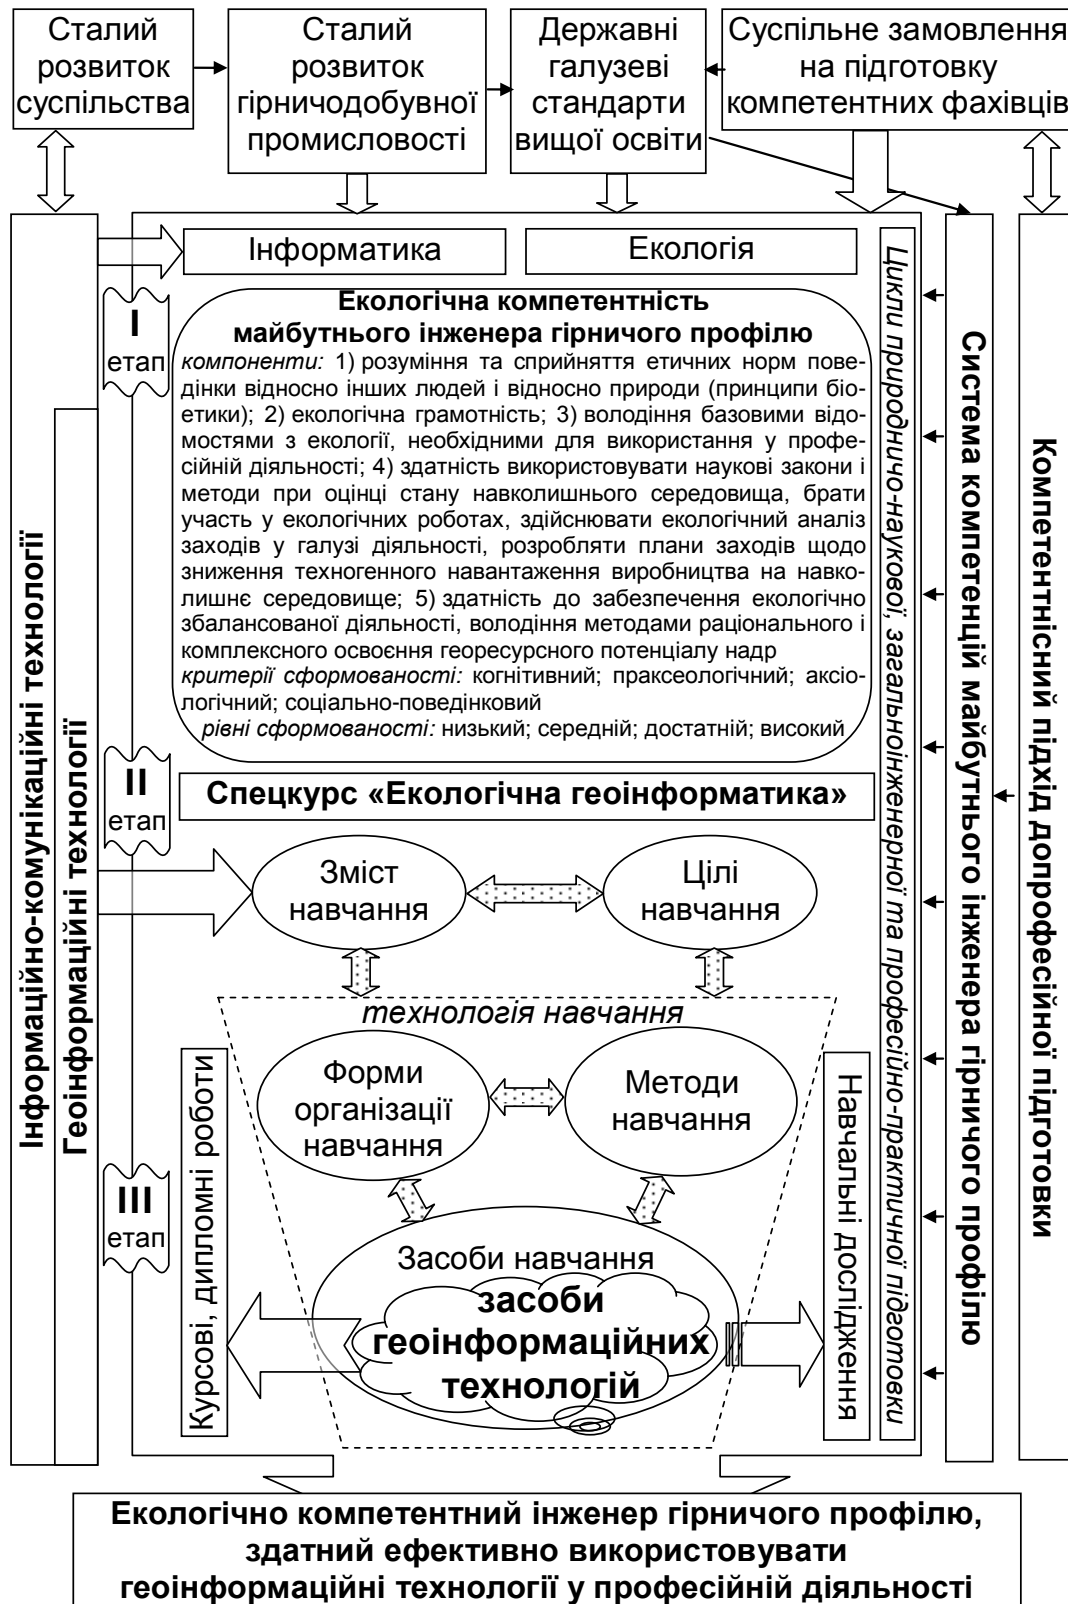 Сталий
розвиток
суспільства
Сталий
розвиток
гірничодобувної
промисловості
Державні
галузеві
стандарти
вищої освіти
Суспільне замовлення
на підготовку
компетентних фахівців
Інформатика
Екологія
I
етап
Екологічна компетентність
майбутнього інженера гірничого профілю
компоненти: 1) розуміння та сприйняття етичних норм пове-
дінки відносно інших людей і відносно природи (принципи біо-
етики); 2) екологічна грамотність; 3) володіння базовими відо-
мостями з екології, необхідними для використання у профе-
сійній діяльності; 4) здатність використовувати наукові закони і
методи при оцінці стану навколишнього середовища, брати
участь у екологічних роботах, здійснювати екологічний аналіз
заходів у галузі діяльності, розробляти плани заходів щодо
зниження техногенного навантаження виробництва на навко-
лишнє середовище; 5) здатність до забезпечення екологічно
збалансованої діяльності, володіння методами раціонального і
комплексного освоєння георесурсного потенціалу надр
критерії сформованості: когнітивний; праксеологічний; аксіо-
логічний; соціально-поведінковий
рівні сформованості: низький; середній; достатній; високий
II
етап
Спецкурс «Екологічна геоінформатика»
Зміст
навчання
Цілі
навчання
технологія навчання
Форми
організації
навчання
Методи
навчання
III
етап
Засоби навчання
засоби
геоінформаційних
технологій
Курсові, дипломні роботи
Навчальні дослідження
Інформаційно-комунікаційні технології
Геоінформаційні технології
Цикли природничо-наукової, загальноінженерної та професійно-практичної підготовки
Система компетенцій майбутнього інженера гірничого профілю
Компетентнісний підхід допрофесійної підготовки
Екологічно компетентний інженер гірничого профілю,
здатний ефективно використовувати
геоінформаційні технології у професійній діяльності